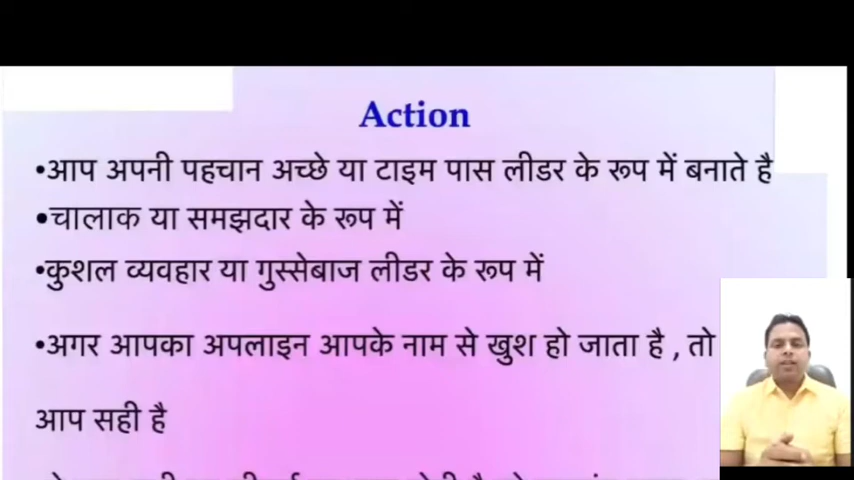 Action
•आप अपनी पहचान अच्छे या टाइम पास लीडर के रूप में बनाते है
•चालाक या समझदार के रूप में
•कुशल व्यवहार या गुस्सेबाज लीडर के रूप में
•अगर आपका अपलाइन आपके नाम से खुश हो जाता है , तो
आप सही है